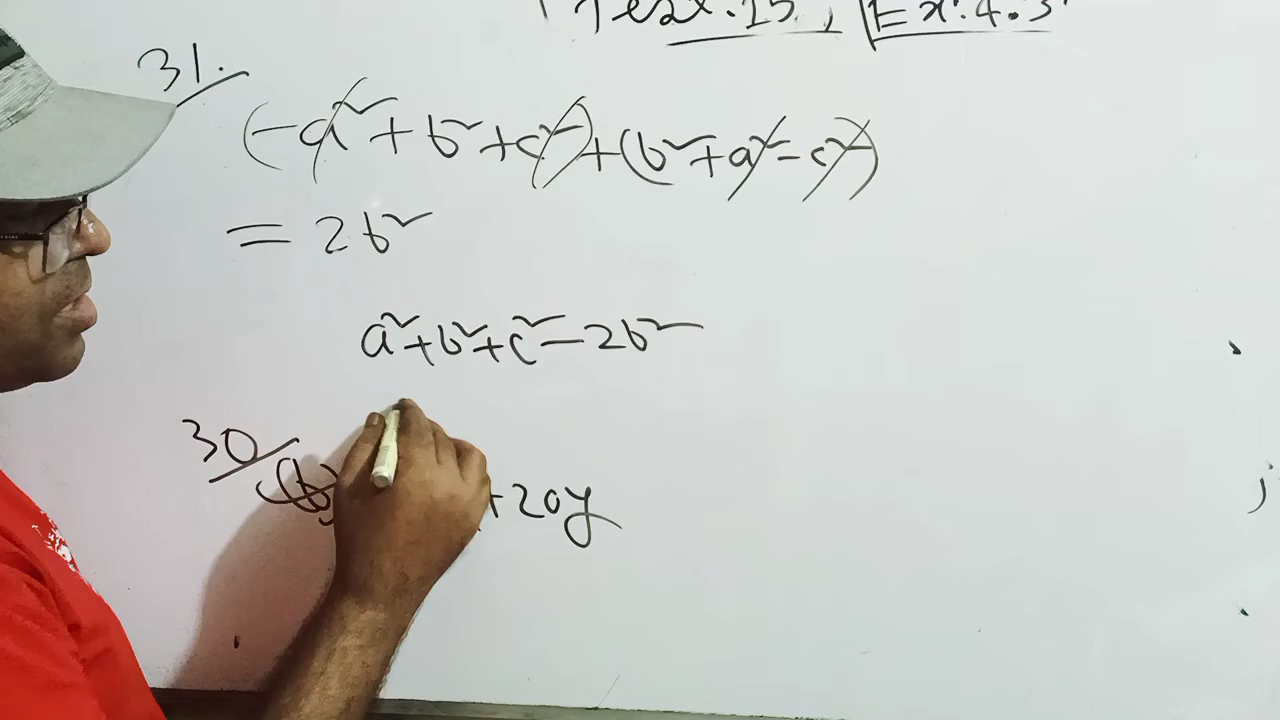 Ex. 4.3
31.
(-a² + b² + c²) + (b² + a² - c²)
= 2b²
a² + b² + c² - 2b²
30
+20y